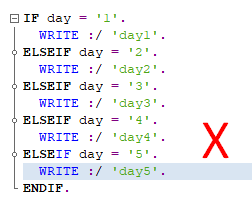 IF day = '1'.
WRITE :/ 'day1'.
ELSEIF day = '2'.
WRITE :/ 'day2'.
ELSEIF day = '3'.
WRITE :/ 'day3'.
ELSEIF day = '4'.
WRITE :/ 'day4'.
ELSEIF day = '5'.
WRITE :/ 'day5'.
ENDIF.
X